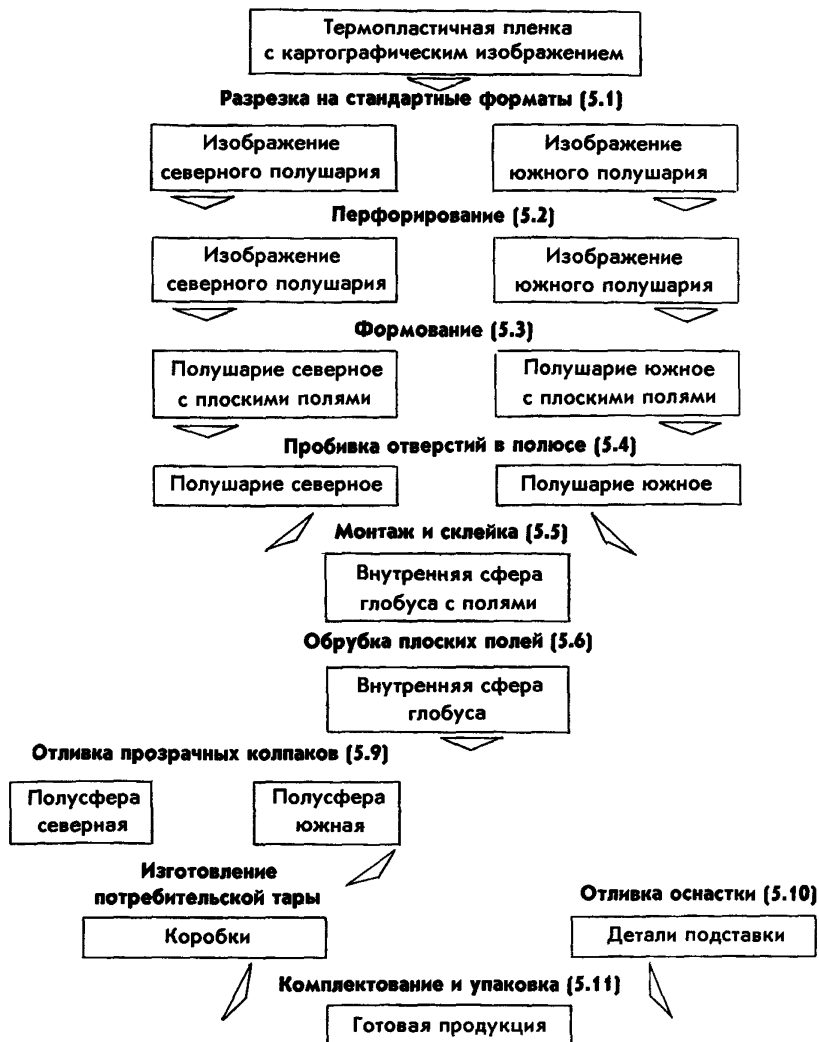 Термопластичная пленка
с картографическим изображением
Разрезка на стандартные форматы (5.1)
Изображение
северного полушария
Изображение
южного полушария
Перфорирование (5.2)
Изображение
северного полушария
Изображение
южного полушария
Формование (5.3)
Полушарие северное
с плоскими полями
Полушарие южное
с плоскими полями
Пробивка отверстий в полюсе (5.4)
Полушарие северное
Полушарие южное
Монтаж и склейка (5.5)
Внутренняя сфера
глобуса с полями
Обрубка плоских полей (5.6)
Внутренняя сфера
глобуса
Отливка прозрачных колпаков (5.9)
Полусфера
северная
Полусфера
южная
Изготовление
потребительской тары
Коробки
Отливка оснастки (5.10)
Детали подставки
Комплектование и упаковка (5.11)
Готовая продукция